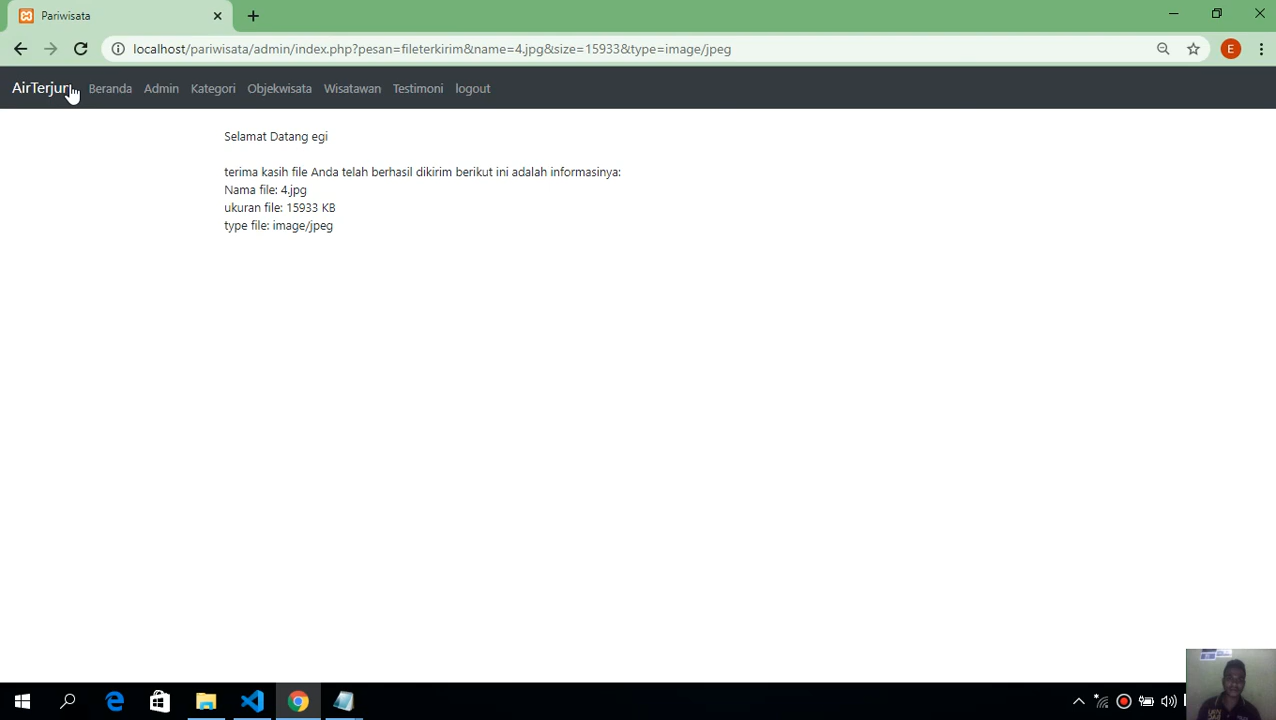 Pariwisata
localhost/pariwisata/admin/index.php?pesan=fileterkirim&name=4.jpg&size=15933&type=image/jpeg
E
AirTerjun Beranda Admin Kategori Objekwisata Wisatawan Testimoni logout
Selamat Datang egi
terima kasih file Anda telah berhasil dikirim berikut ini adalah informasinya:
Nama file: 4.jpg
ukuran file: 15933 KB
type file: image/jpeg